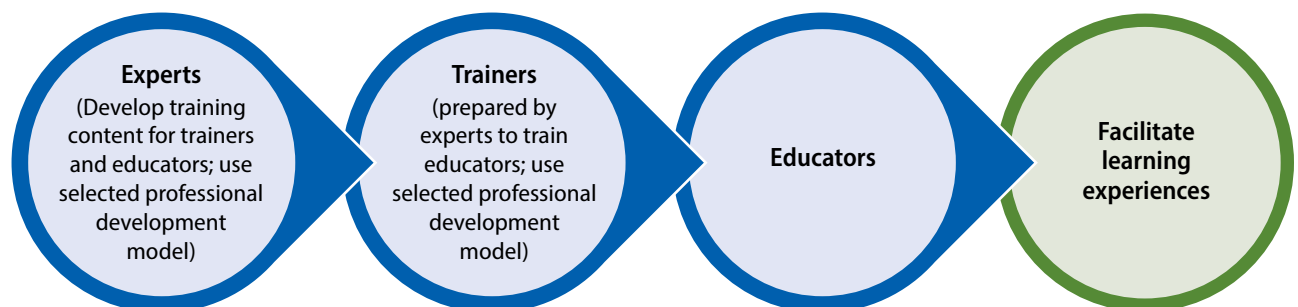 Experts
(Develop training
content for trainers
and educators; use
selected professional
development
model)
Trainers
(prepared by
experts to train
educators; use
selected professional
development
model)
Educators
Facilitate
learning
experiences